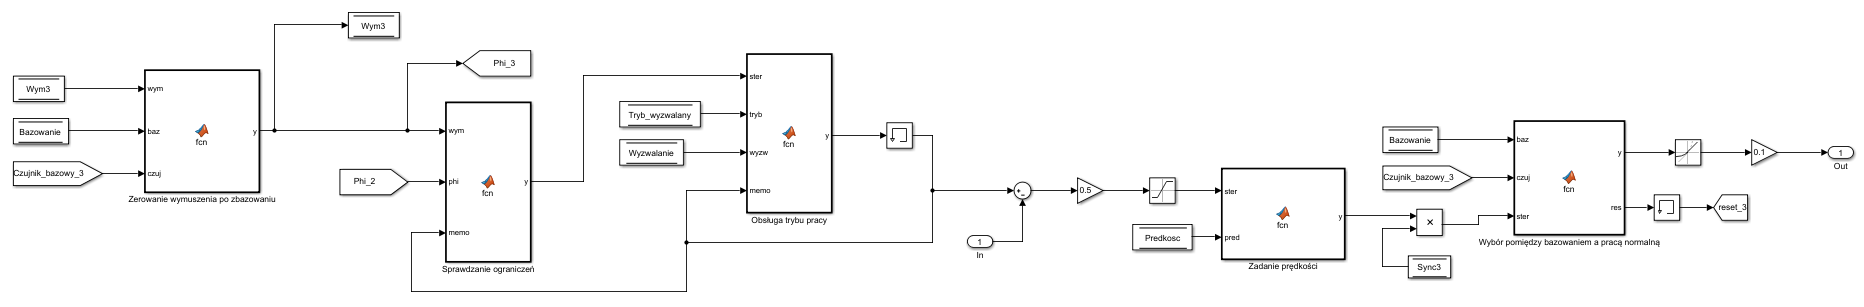 Wym3
Bazowanie
Czujnik_bazowy_3
wym
baz
czuj
fcn
y
Zerowanie wymuszenia po zbazowaniu
Wym3
Phi_3
Phi_2
wym
phi
memo
fcn
y
Sprawdzanie ograniczeń
Tryb_wyzwalany
Wyzwalanie
ster
tryb
wyzw
memo
fcn
y
Obsługa trybu pracy
1
In
0.5
Predkosc
ster
pred
fcn
y
Zadanie prędkości
×
Sync3
Bazowanie
Czujnik_bazowy_3
baz
czuj
ster
fcn
y
res
Wybór pomiędzy bazowaniem a pracą normalną
0.1
1
Out
reset_3